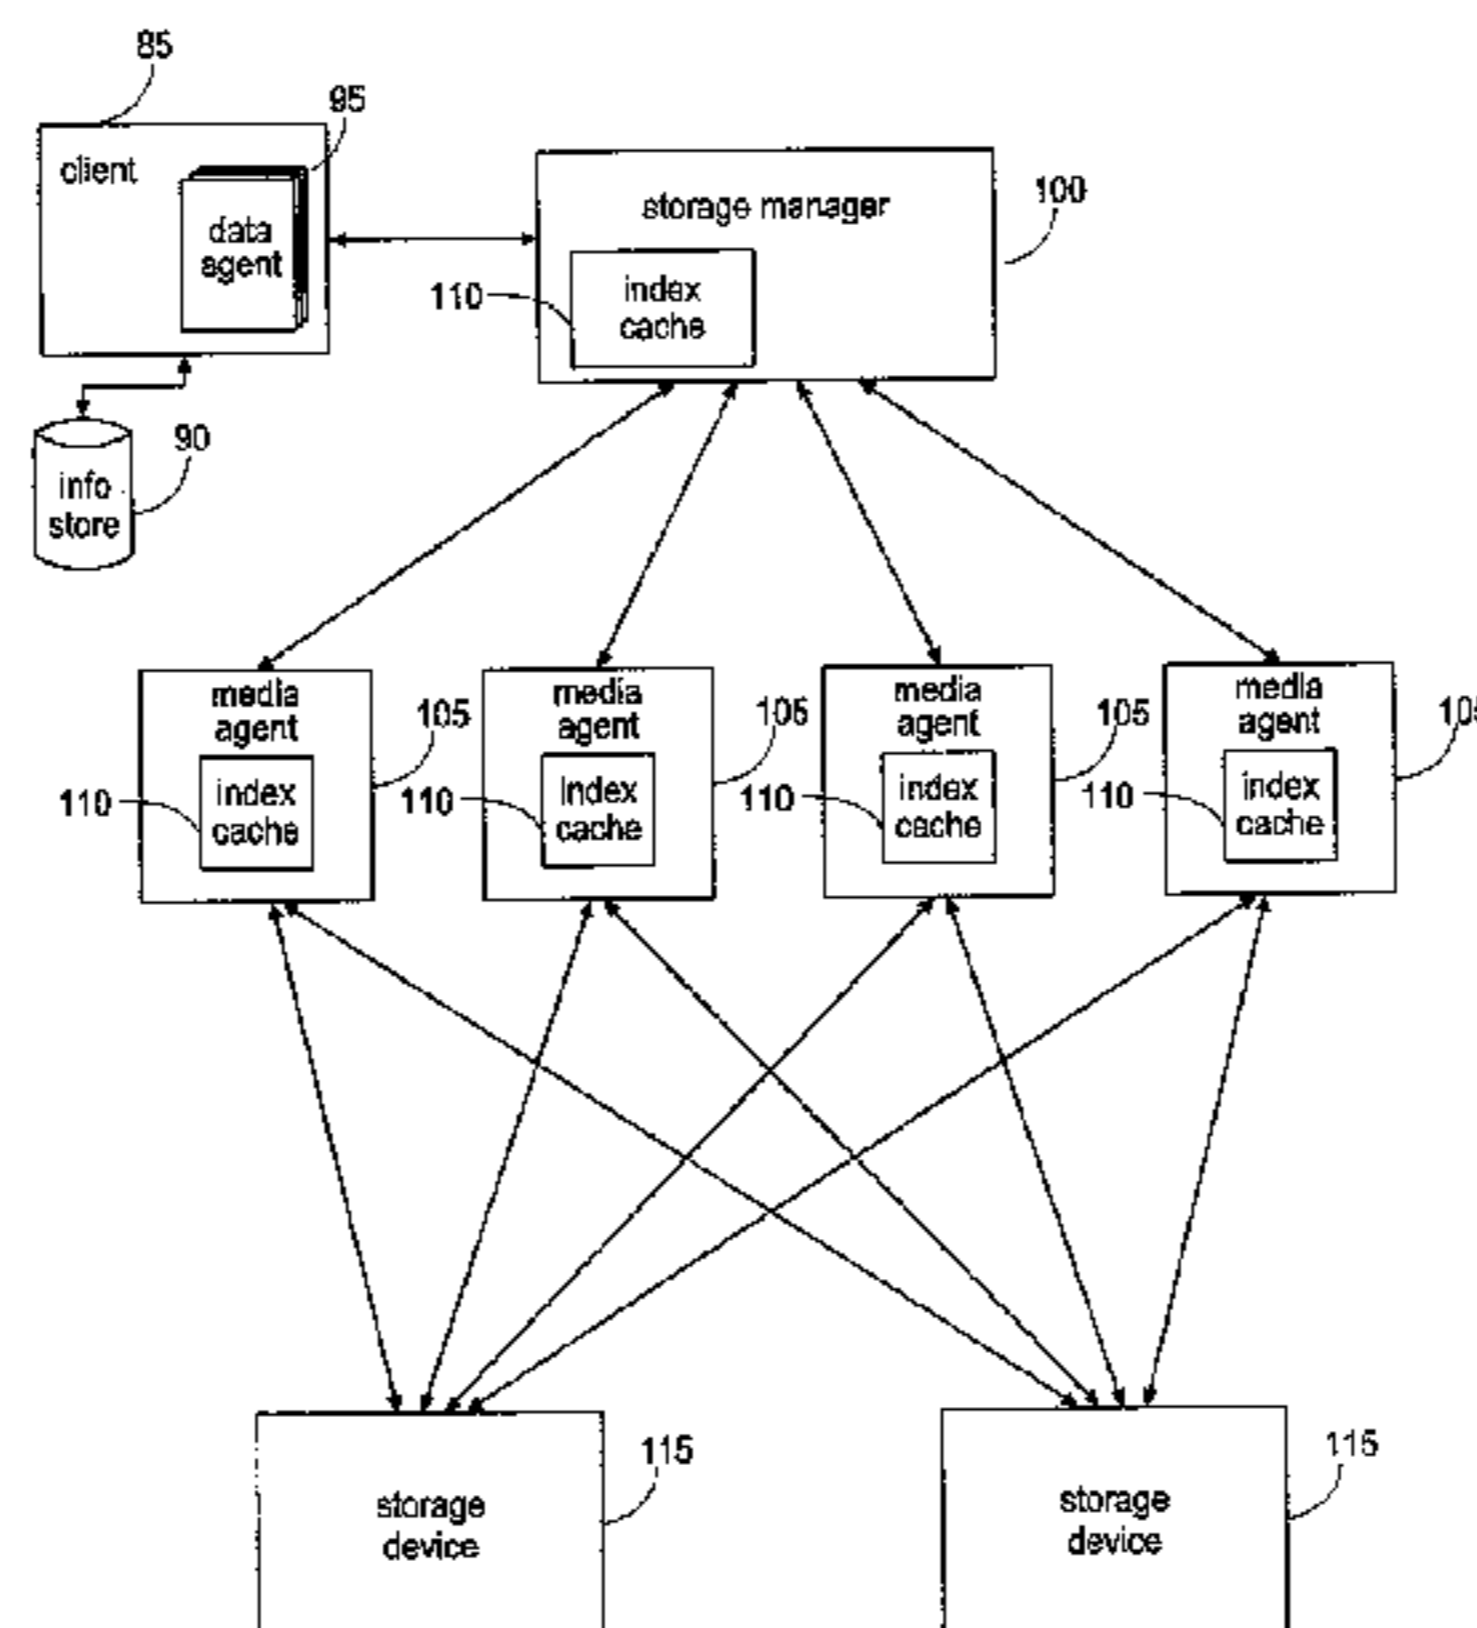 85
95
client
data
agent
storage manager
100
110
index
cache
90
info
store
media
agent
105
110
index
cache
media
agent
105
110
index
cache
media
agent
105
110
index
cache
media
agent
105
110
index
cache
storage
device
115
storage
device
115